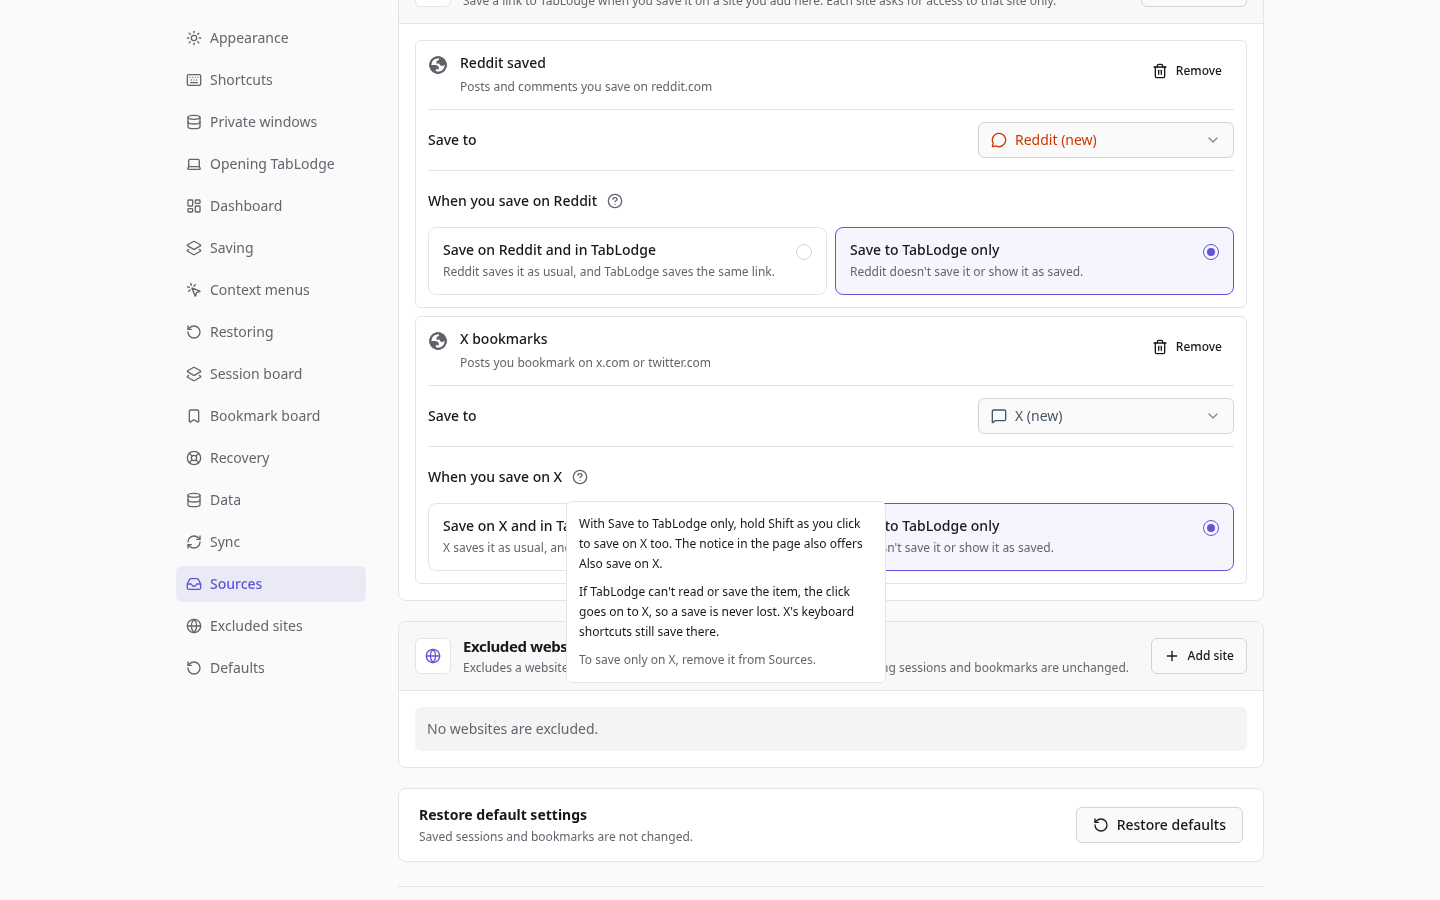 Save a link to TabLodge when you save it on a site you add here. Each site asks for access to that site only.
Appearance
Shortcuts
Private windows
Opening TabLodge
Dashboard
Saving
Context menus
Restoring
Session board
Bookmark board
Recovery
Data
Sync
Sources
Excluded sites
Defaults
Reddit saved
Posts and comments you save on reddit.com
Remove
Save to
Reddit (new)
When you save on Reddit
Save on Reddit and in TabLodge
Reddit saves it as usual, and TabLodge saves the same link.
Save to TabLodge only
Reddit doesn't save it or show it as saved.
X bookmarks
Posts you bookmark on x.com or twitter.com
Remove
Save to
X (new)
When you save on X
Save on X and in
X saves it as usual,
to TabLodge only
save it or show it as saved.
With Save to TabLodge only, hold Shift as you click
to save on X too. The notice in the page also offers
Also save on X.
If TabLodge can't read or save the item, the click
goes on to X, so a save is never lost. X's keyboard
shortcuts still save there.
To save only on X, remove it from Sources.
Excluded
Excludes a website
sessions and bookmarks are unchanged.
Add site
No websites are excluded.
Restore default settings
Saved sessions and bookmarks are not changed.
Restore defaults